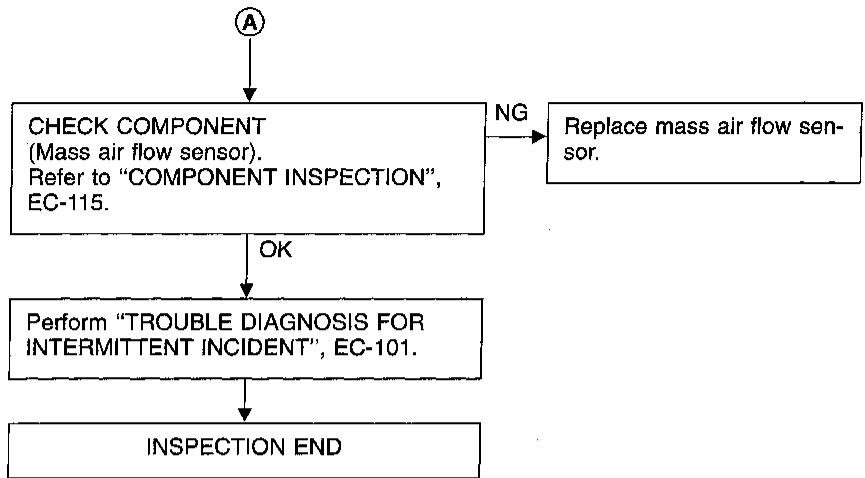 A
CHECK COMPONENT
(Mass air flow sensor).
Refer to “COMPONENT INSPECTION”,
EC-115.
NG
Replace mass air flow sen-
sor.
OK
Perform “TROUBLE DIAGNOSIS FOR
INTERMITTENT INCIDENT”, EC-101.
INSPECTION END